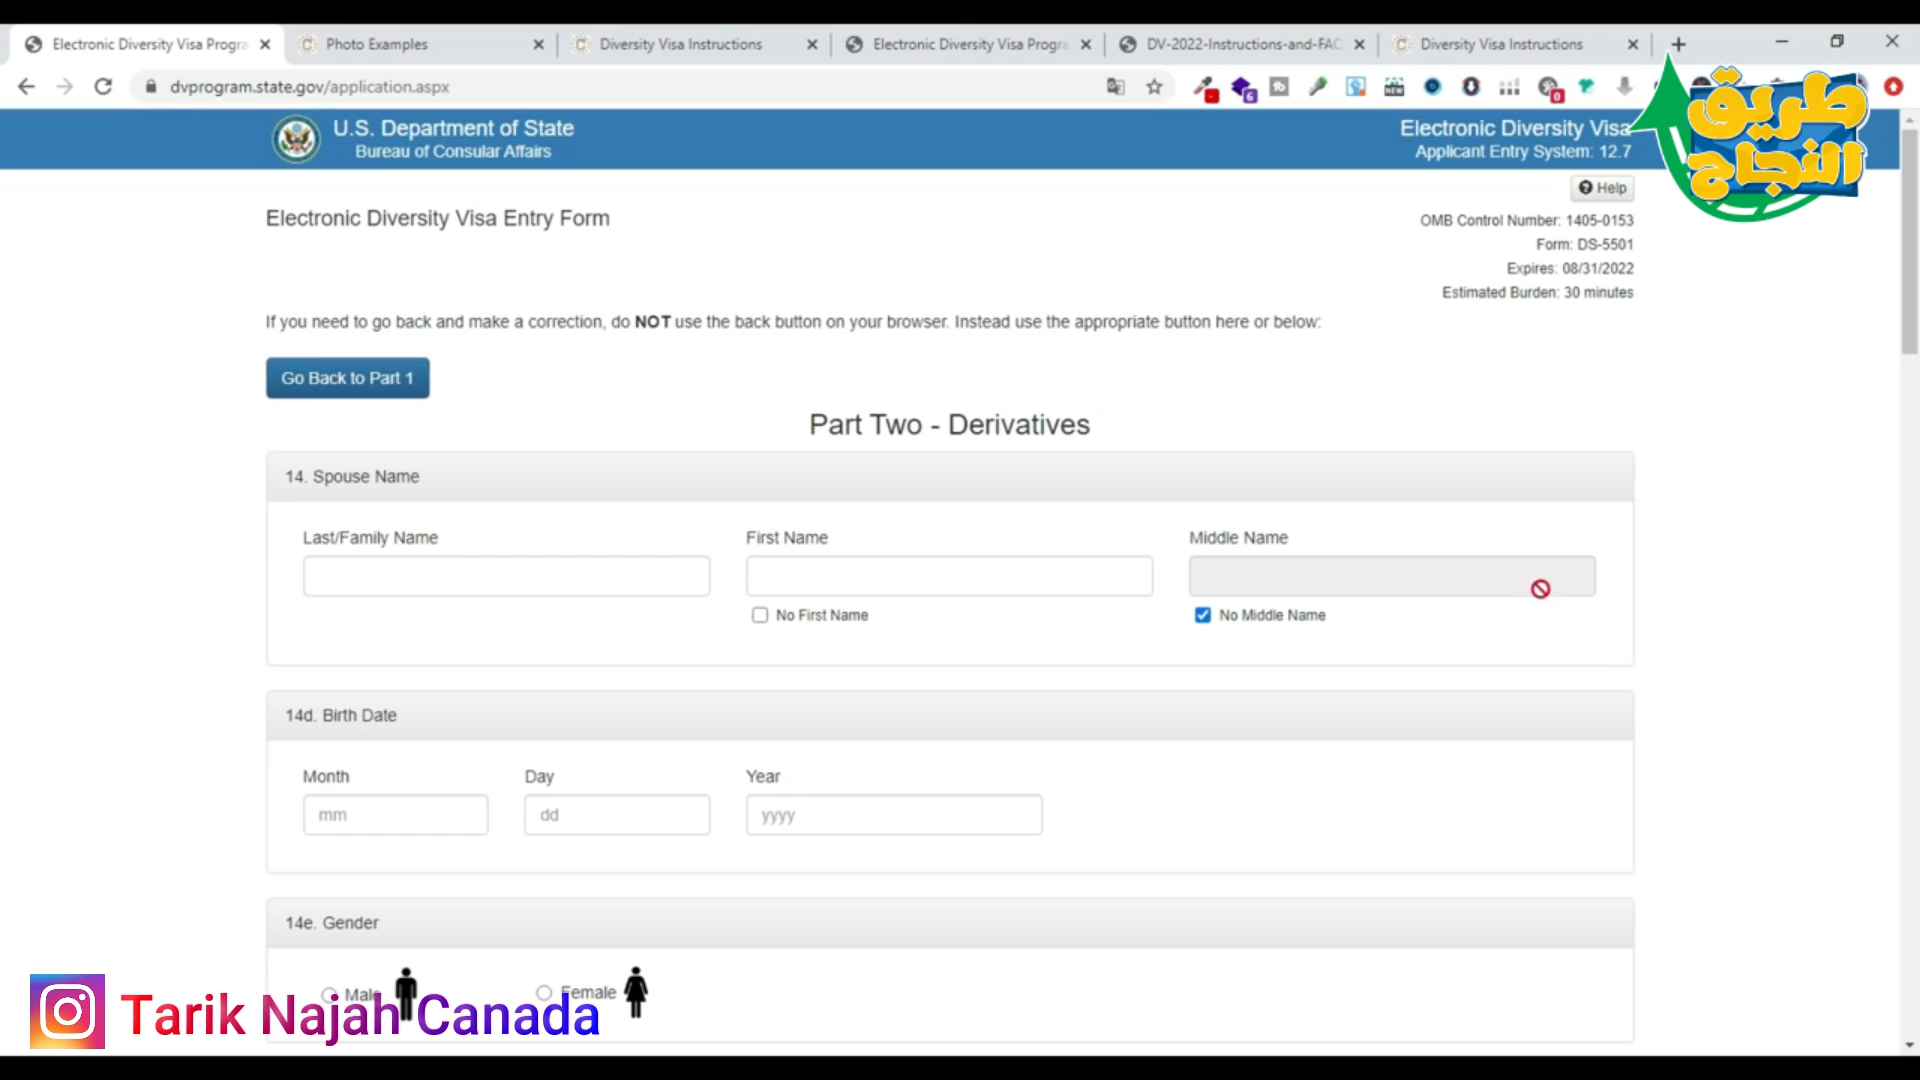 Electronic Diversity Visa Progra
Photo Examples
Diversity Visa Instructions
Electronic Diversity Visa Progra
DV-2022-Instructions-and-FAQ
Diversity Visa Instructions
dvprogram.state.gov/application.aspx
طريق
النجاح
U.S. Department of State
Bureau of Consular Affairs
Electronic Diversity Visa
Applicant Entry System: 12.7
Help
Electronic Diversity Visa Entry Form
OMB Control Number: 1405-0153
Form: DS-5501
Expires: 08/31/2022
Estimated Burden: 30 minutes
If you need to go back and make a correction, do NOT use the back button on your browser. Instead use the appropriate button here or below:
Go Back to Part 1
Part Two - Derivatives
14. Spouse Name
Last/Family Name
First Name
Middle Name
No First Name
No Middle Name
14d. Birth Date
Month
Day
Year
mm
dd
yyyy
14e. Gender
Male
Female
Tarik Najah Canada